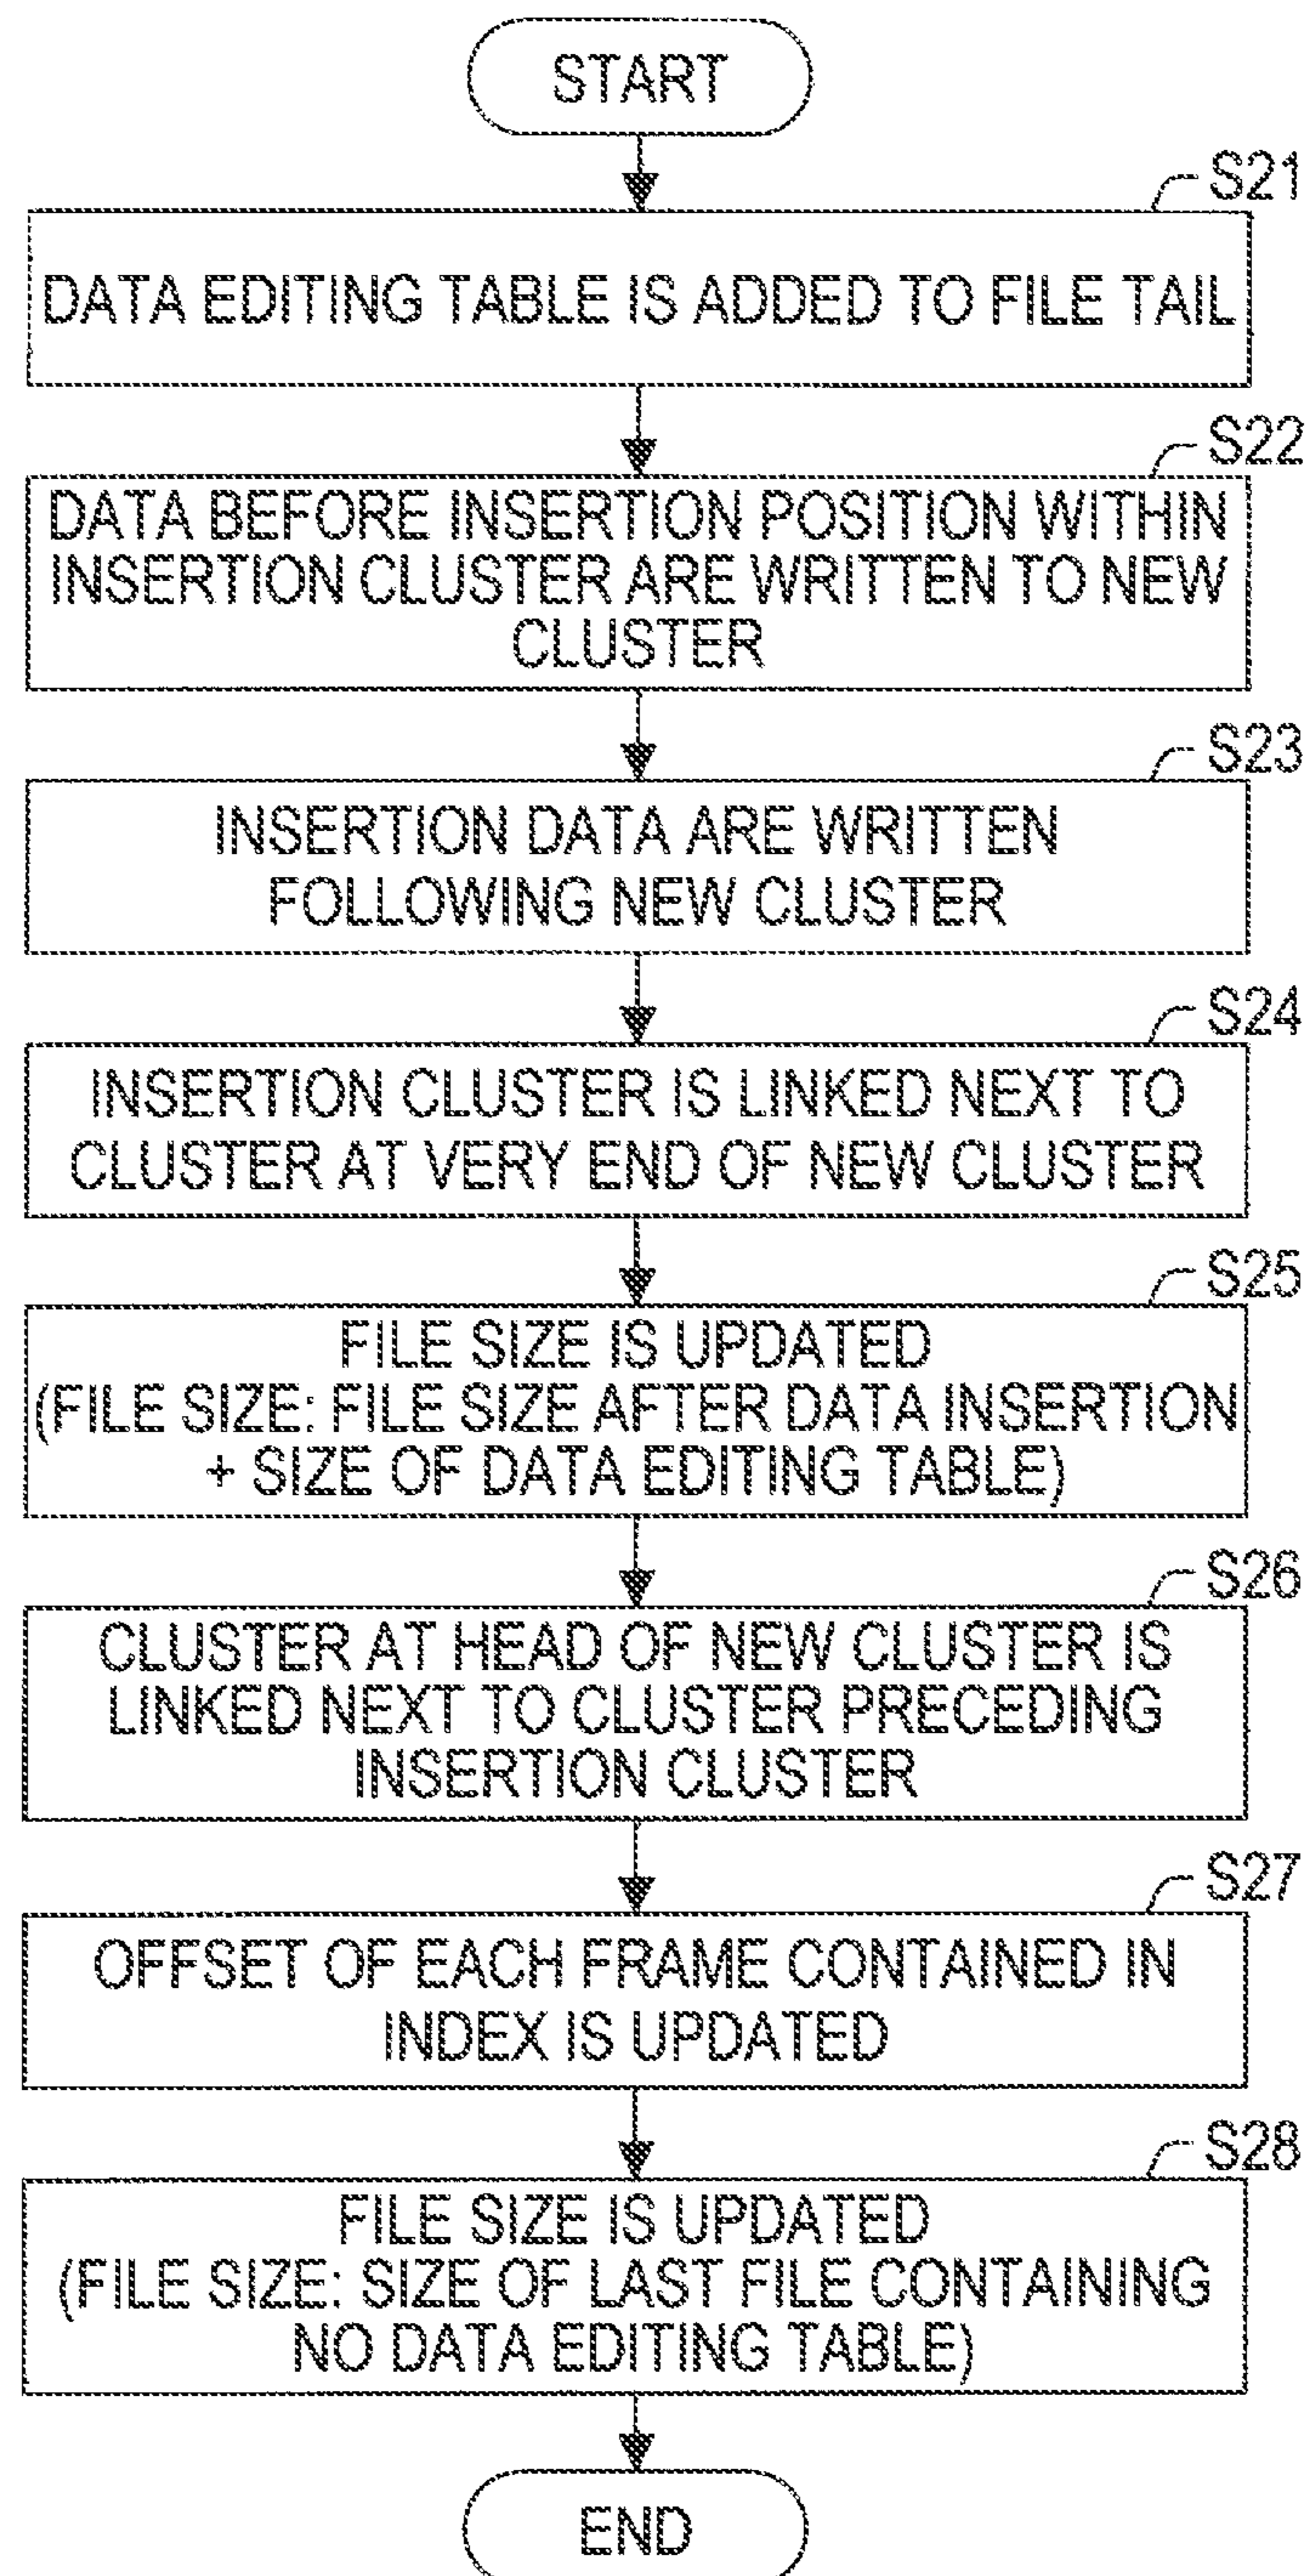 START
S21
DATA EDITING TABLE IS ADDED TO FILE TAIL
S22
DATA BEFORE INSERTION POSITION WITHIN
INSERTION CLUSTER ARE WRITTEN TO NEW
CLUSTER
S23
INSERTION DATA ARE WRITTEN
FOLLOWING NEW CLUSTER
S24
INSERTION CLUSTER IS LINKED NEXT TO
CLUSTER AT VERY END OF NEW CLUSTER
S25
FILE SIZE IS UPDATED
(FILE SIZE: FILE SIZE AFTER DATA INSERTION
+ SIZE OF DATA EDITING TABLE)
S26
CLUSTER AT HEAD OF NEW CLUSTER IS
LINKED NEXT TO CLUSTER PRECEDING
INSERTION CLUSTER
S27
OFFSET OF EACH FRAME CONTAINED IN
INDEX IS UPDATED
S28
FILE SIZE IS UPDATED
(FILE SIZE: SIZE OF LAST FILE CONTAINING
NO DATA EDITING TABLE)
END